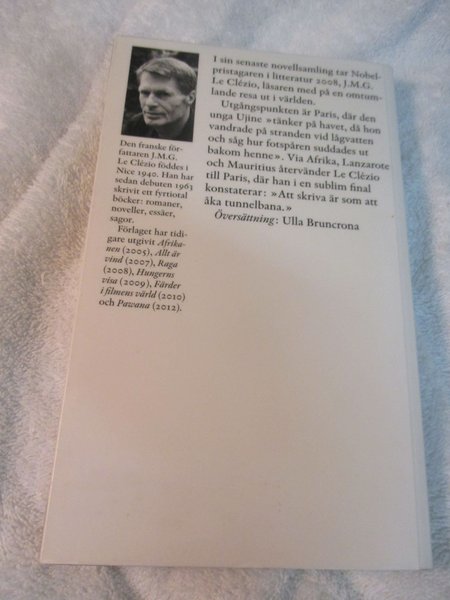 I sin senaste novellsamling tar Nobel-
pristagaren i litteratur 2008, J.M.G.
Le Clézio, läsaren med på en omtum-
lande resa ut i världen.
Utgångspunkten är Paris, där den
unga Ujine »tänker på havet, då hon
vandrade på stranden vid lågvatten
och såg hur fotspåren suddades ut
bakom henne«. Via Afrika, Lanzarote
och Mauritius återvänder Le Clézio
till Paris, där han i en sublim final
konstaterar: »Att skriva är som att
åka tunnelbana.»
Översättning: Ulla Bruncrona
Den franske för-
fattaren J.M.G.
Le Clézio föddes i
Nice 1940. Han har
sedan debuten 1963
skrivit ett fyrtiotal
böcker: romaner,
noveller, essäer,
sagor.
Förlaget har tidi-
gare utgivit Afrika-
nen (2005), Allt är
vind (2007), Raga
(2008), Hungerns
visa (2009), Färder
i filmens värld (2010)
och Pawana (2012).